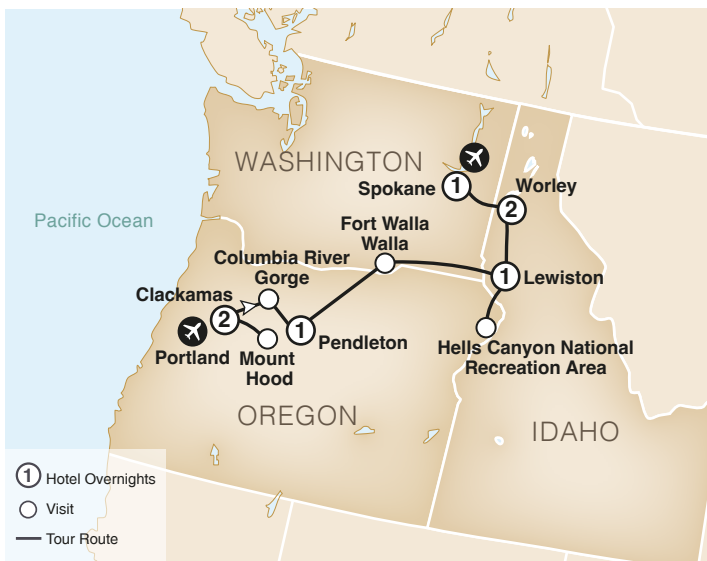 WASHINGTON
Spokane
1
Worley
2
Pacific Ocean
Fort Walla
Walla
Columbia River
Gorge
1
Lewiston
Clackamas
2
1
Pendleton
Portland
Mount
Hood
Hells Canyon National
Recreation Area
OREGON
IDAHO
1 Hotel Overnights
Visit
Tour Route